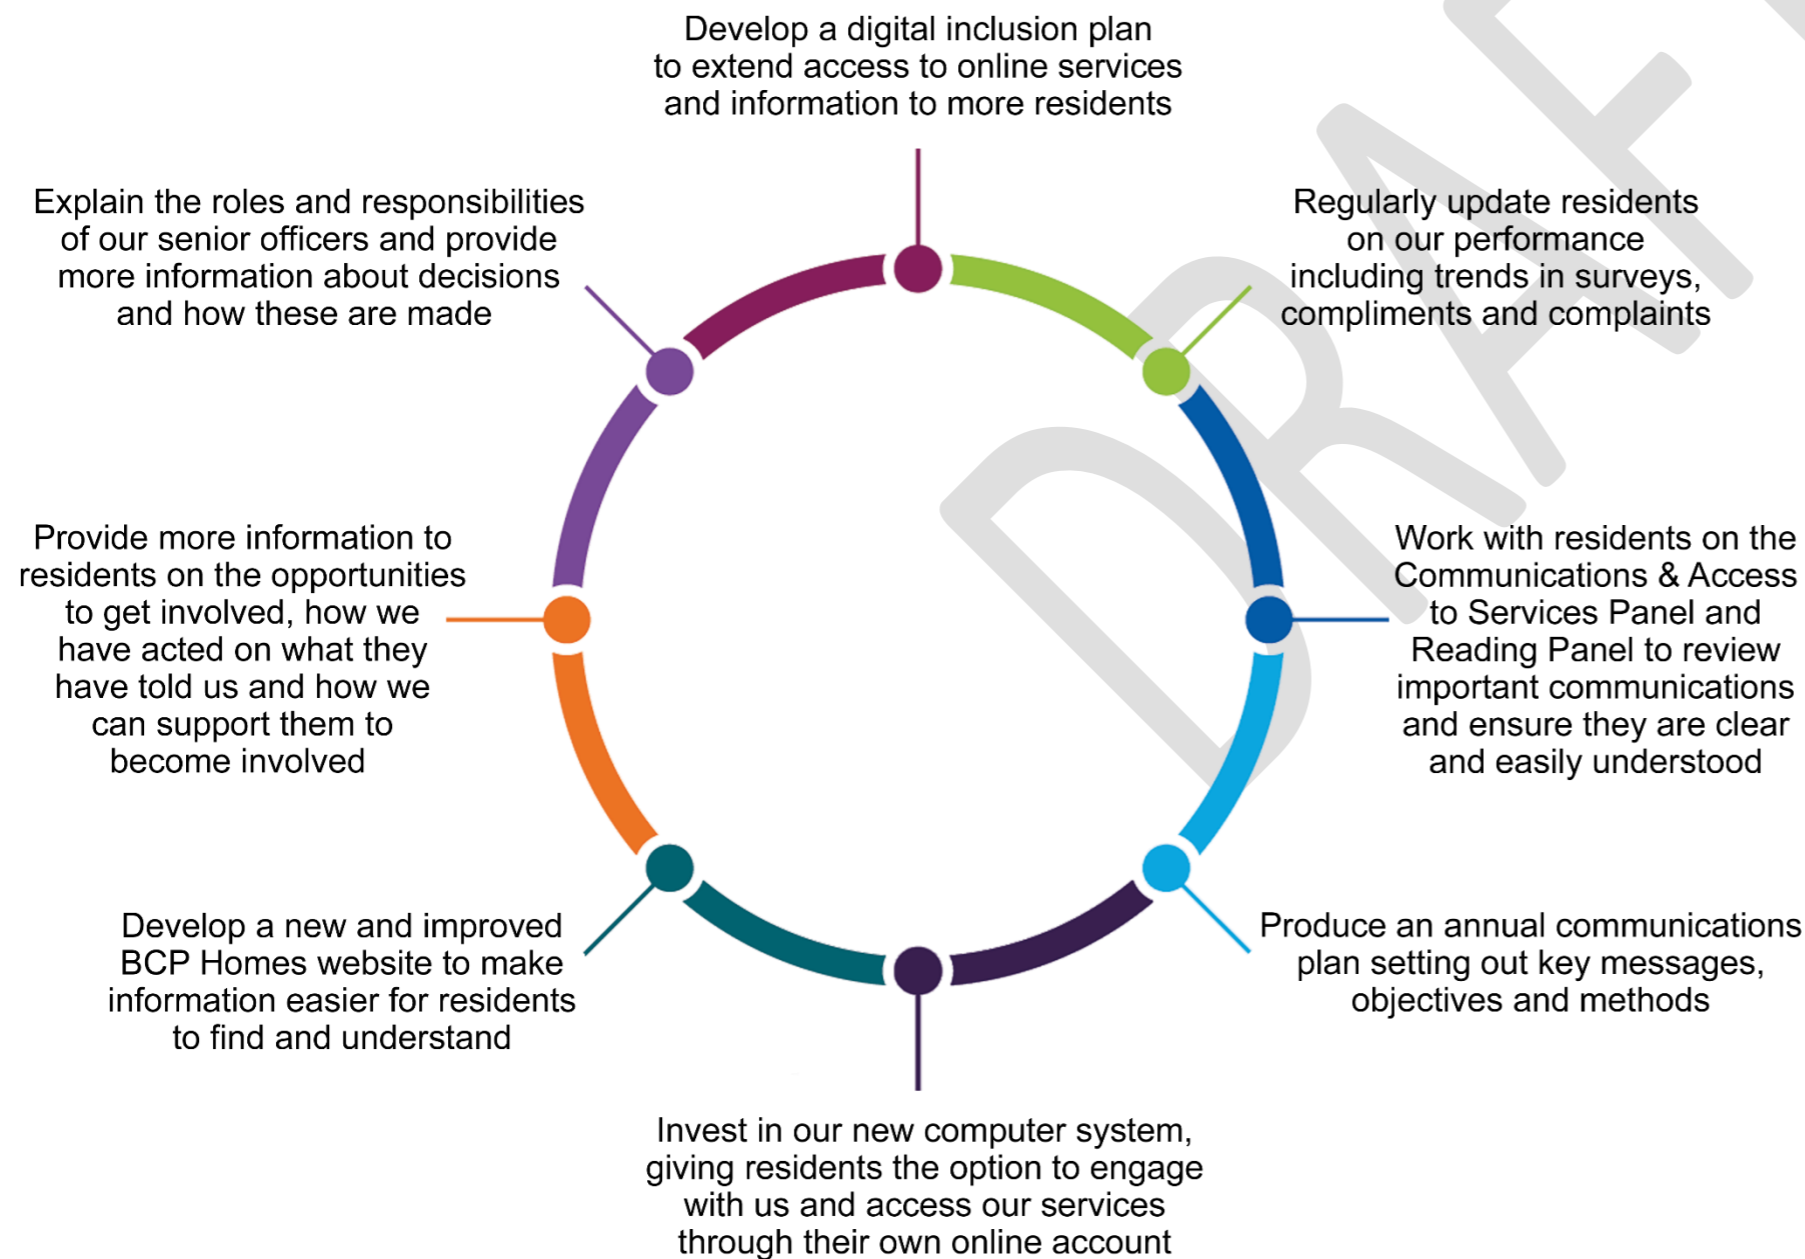 Develop a digital inclusion plan
to extend access to online services
and information to more residents
Regularly update residents
on our performance
including trends in surveys,
compliments and complaints
Work with residents on the
Communications & Access
to Services Panel and
Reading Panel to review
important communications
and ensure they are clear
and easily understood
Produce an annual communications
plan setting out key messages,
objectives and methods
Invest in our new computer system,
giving residents the option to engage
with us and access our services
through their own online account
Develop a new and improved
BCP Homes website to make
information easier for residents
to find and understand
Provide more information to
residents on the opportunities
to get involved, how we
have acted on what they
have told us and how we
can support them to
become involved
Explain the roles and responsibilities
of our senior officers and provide
more information about decisions
and how these are made
DRAF